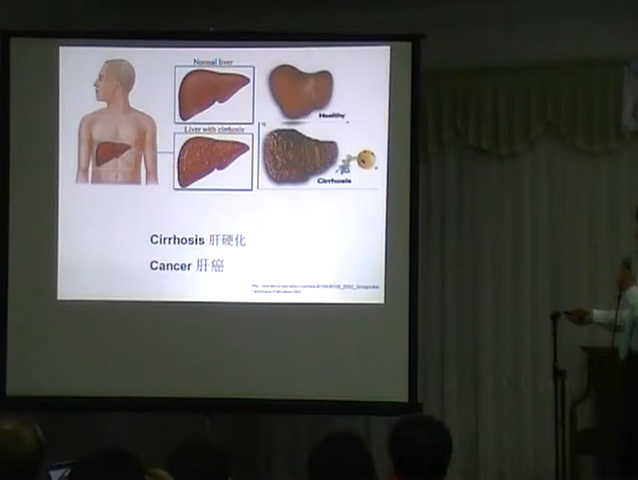 Normal liver
Healthy
Liver with cirrhosis
Cirrhosis
Cirrhosis 肝硬化
Cancer 肝癌